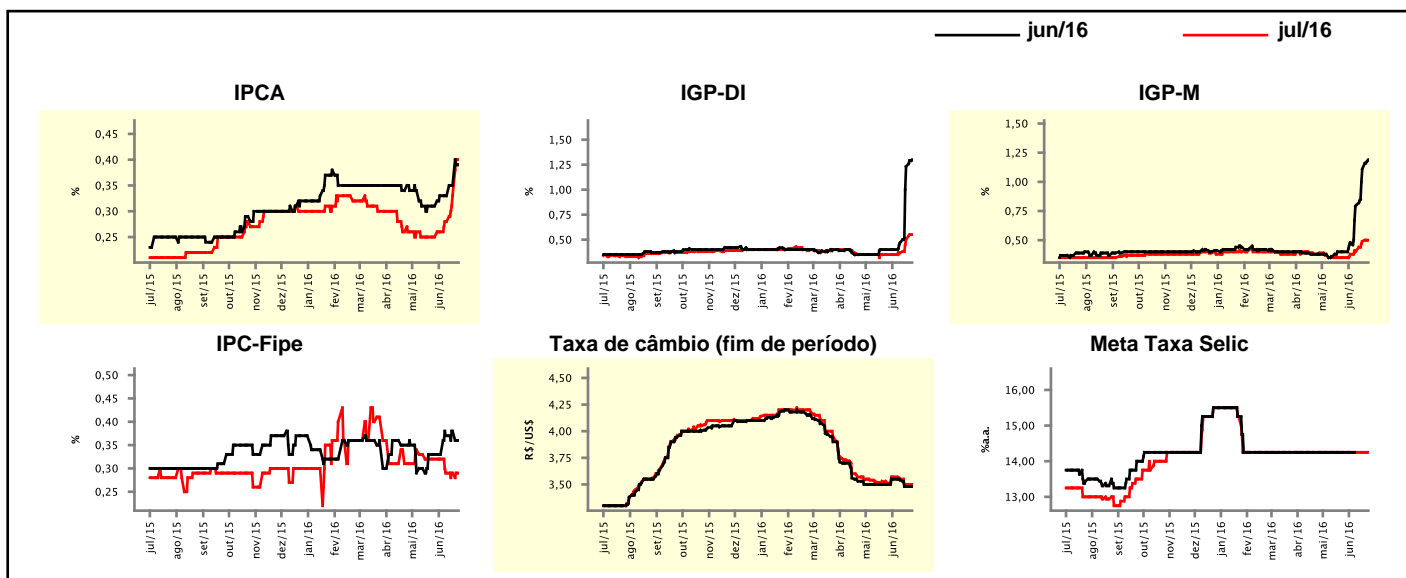 jun/16 jul/16
IPCA
0,45
0,40
0,35
0,30
0,25
%
jul/15 ago/15 set/15 out/15 nov/15 dez/15 jan/16 fev/16 mar/16 abr/16 mai/16 jun/16
IGP-DI
1,50
1,25
1,00
0,75
0,50
%
jul/15 ago/15 set/15 out/15 nov/15 dez/15 jan/16 fev/16 mar/16 abr/16 mai/16 jun/16
IGP-M
1,50
1,25
1,00
0,75
0,50
%
jul/15 ago/15 set/15 out/15 nov/15 dez/15 jan/16 fev/16 mar/16 abr/16 mai/16 jun/16
IPC-Fipe
0,50
0,45
0,40
0,35
0,30
0,25
%
jul/15 ago/15 set/15 out/15 nov/15 dez/15 jan/16 fev/16 mar/16 abr/16 mai/16 jun/16
Taxa de câmbio (fim de período)
4,50
4,25
4,00
3,75
3,50
R$/US$
jul/15 ago/15 set/15 out/15 nov/15 dez/15 jan/16 fev/16 mar/16 abr/16 mai/16 jun/16
Meta Taxa Selic
16,00
15,00
14,00
13,00
%a.a.
jul/15 ago/15 set/15 out/15 nov/15 dez/15 jan/16 fev/16 mar/16 abr/16 mai/16 jun/16